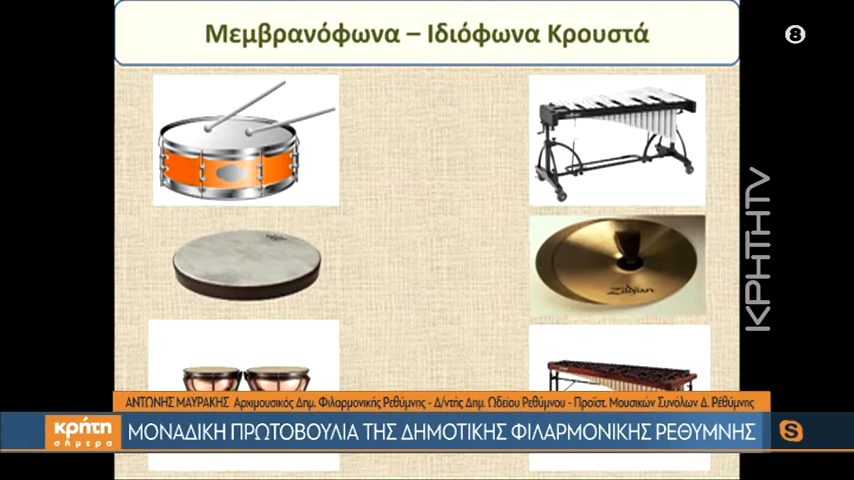 Μεμβρανόφωνα – Ιδιόφωνα Κρουστά
8
ΚΡΗΤΗTV
Zildjian
ΑΝΤΩΝΗΣ ΜΑΥΡΑΚΗΣ Αρχιμουσικός Δημ. Φιλαρμονικής Ρεθύμνης - Δ/ντής Δημ. Ωδείου Ρεθύμνου - Προϊστ. Μουσικών Συνόλων Δ. Ρεθύμνης
κρήτη
σήμερα
ΜΟΝΑΔΙΚΗ ΠΡΩΤΟΒΟΥΛΙΑ ΤΗΣ ΔΗΜΟΤΙΚΗΣ ΦΙΛΑΡΜΟΝΙΚΗΣ ΡΕΘΥΜΝΗΣ